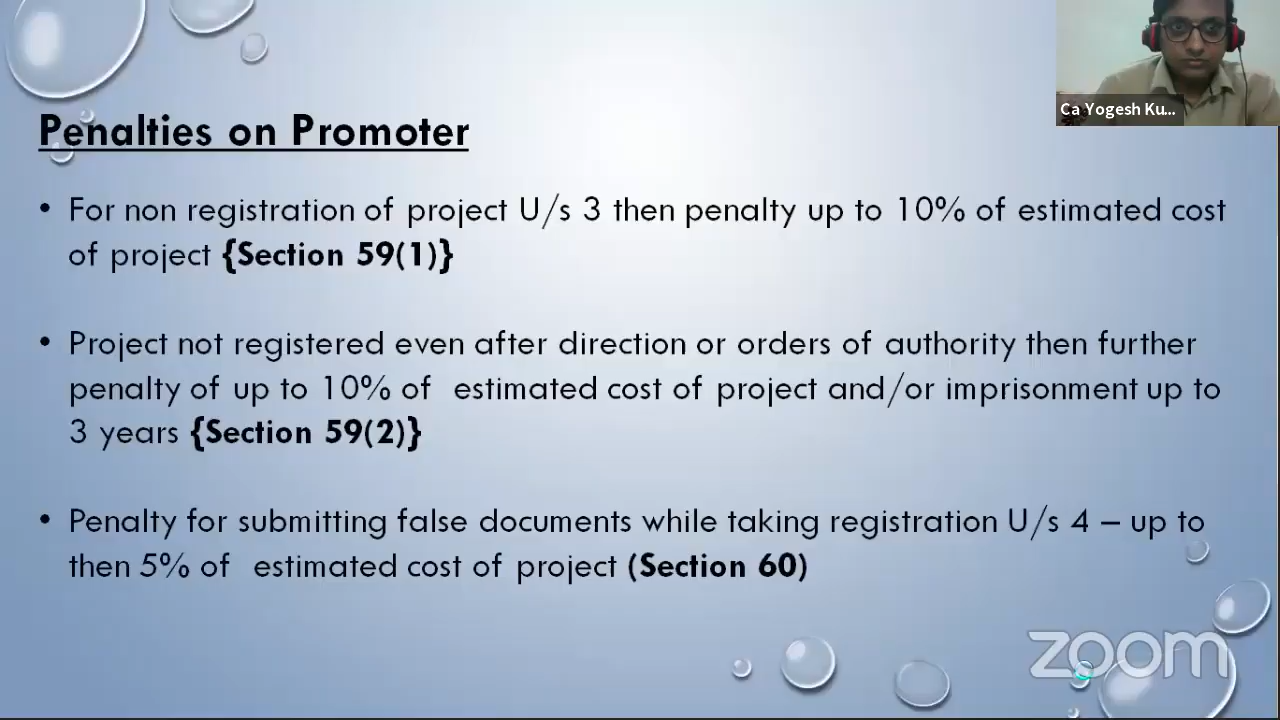 Ca Yogesh Ku...
Penalties on Promoter
• For non registration of project U/s 3 then penalty up to 10% of estimated cost
of project {Section 59(1)}
• Project not registered even after direction or orders of authority then further
penalty of up to 10% of estimated cost of project and/or imprisonment up to
3 years {Section 59(2)}
• Penalty for submitting false documents while taking registration U/s 4 – up to
then 5% of estimated cost of project (Section 60)
zoom